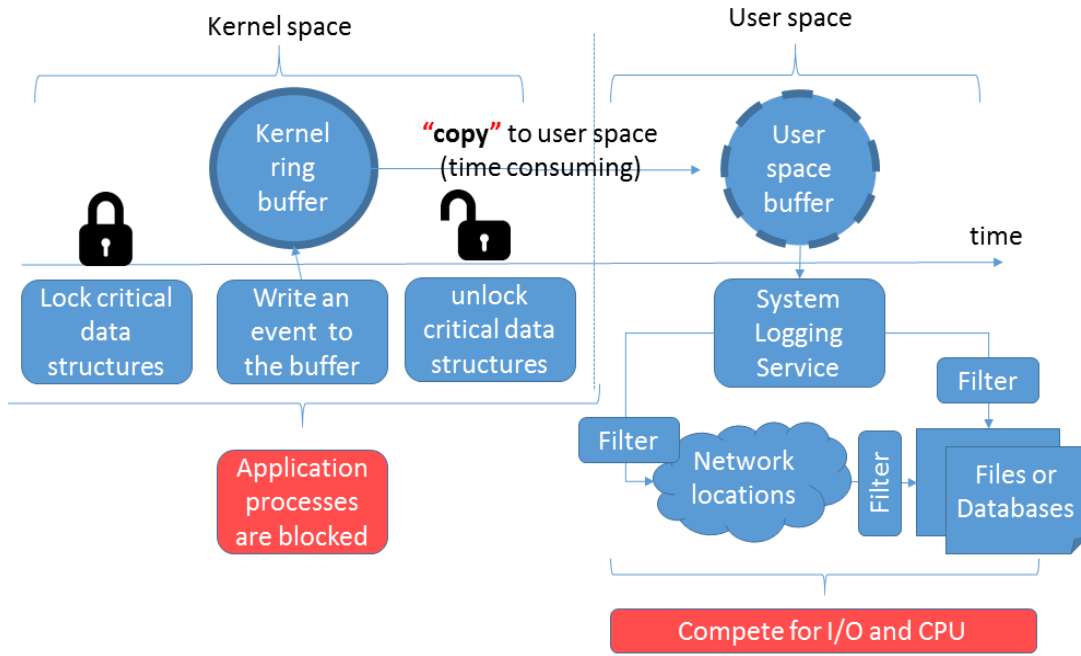 Kernel space
User space
Kernel
ring
buffer
“copy” to user space
(time consuming)
User
space
buffer
time
Lock critical
data
structures
Write an
event to
the buffer
unlock
critical data
structures
System
Logging
Service
Filter
Filter
Network
locations
Filter
Files or
Databases
Application
processes
are blocked
Compete for I/O and CPU